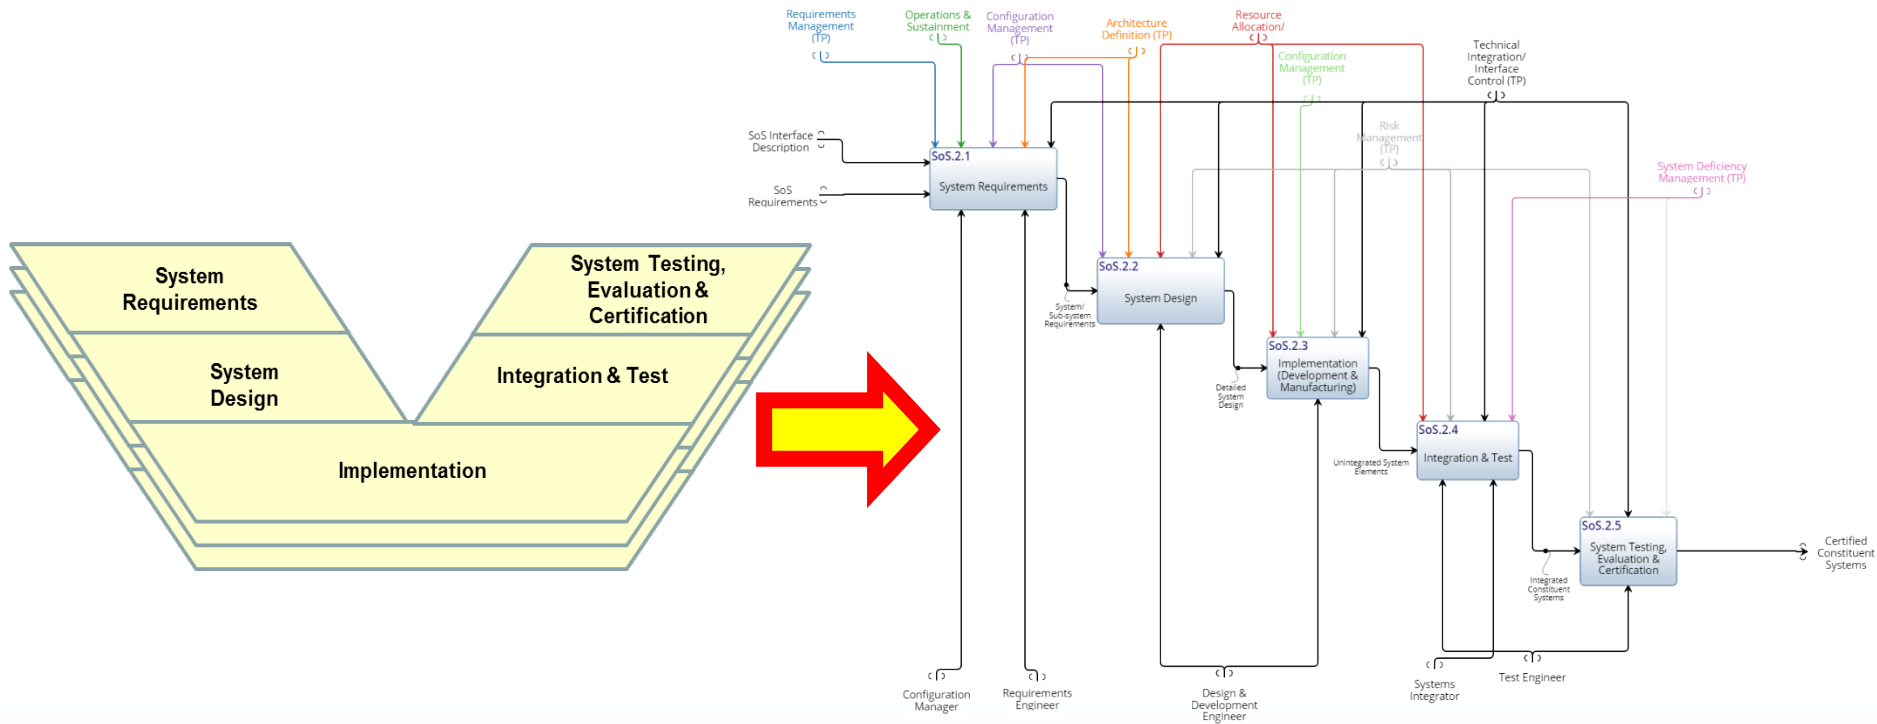 System
Requirements
System
Design
Implementation
System Testing,
Evaluation &
Certification
Integration & Test
Requirements
Management
(TP)
Operations &
Sustainment
Configuration
Management
(TP)
Architecture
Definition (TP)
Resource
Allocation/
Configuration
Management
(TP)
Technical
Integration/
Interface
Control (TP)
Risk
Management
(TP)
System Deficiency
Management (TP)
SoS Interface
Description
SoS
Requirements
SoS.2.1
System Requirements
System/
Sub-system
Requirements
SoS.2.2
System Design
Detailed
System
Design
SoS.2.3
Implementation
(Development &
Manufacturing)
Unintegrated System
Elements
SoS.2.4
Integration & Test
Integrated
Constituent
Systems
SoS.2.5
System Testing,
Evaluation &
Certification
Certified
Constituent
Systems
Configuration
Manager
Requirements
Engineer
Design &
Development
Engineer
Systems
Integrator
Test Engineer